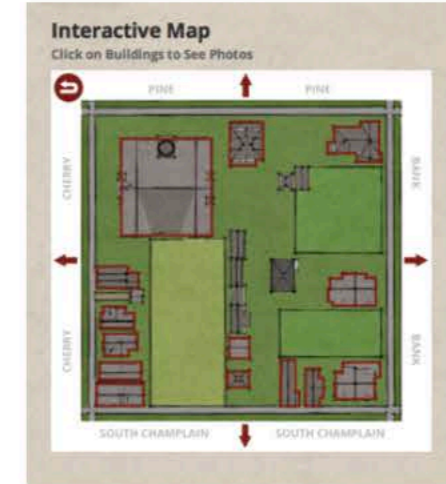 Interactive Map
Click on Buildings to See Photos
PINE PINE
CHERRY
BANK
CHERRY
BANK
SOUTH CHAMPLAIN SOUTH CHAMPLAIN